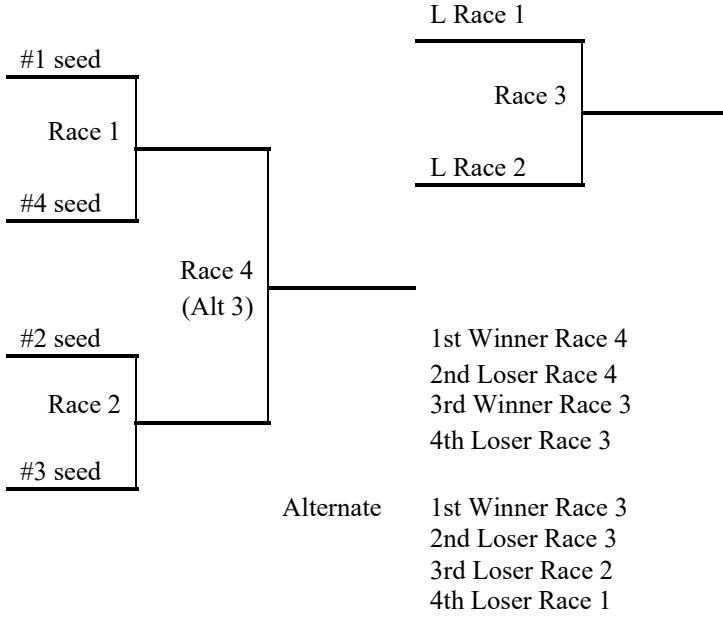 L Race 1
#1 seed
Race 3
Race 1
L Race 2
#4 seed
Race 4
(Alt 3)
#2 seed
1st Winner Race 4
2nd Loser Race 4
Race 2
3rd Winner Race 3
4th Loser Race 3
#3 seed
Alternate 1st Winner Race 3
2nd Loser Race 3
3rd Loser Race 2
4th Loser Race 1